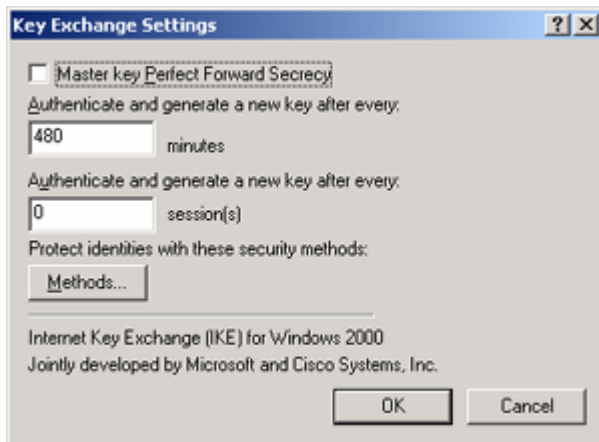 Key Exchange Settings
Master key Perfect Forward Secrecy
Authenticate and generate a new key after every:
480 minutes
Authenticate and generate a new key after every:
0 session(s)
Protect identities with these security methods:
Methods...
Internet Key Exchange (IKE) for Windows 2000
Jointly developed by Microsoft and Cisco Systems, Inc.
OK Cancel